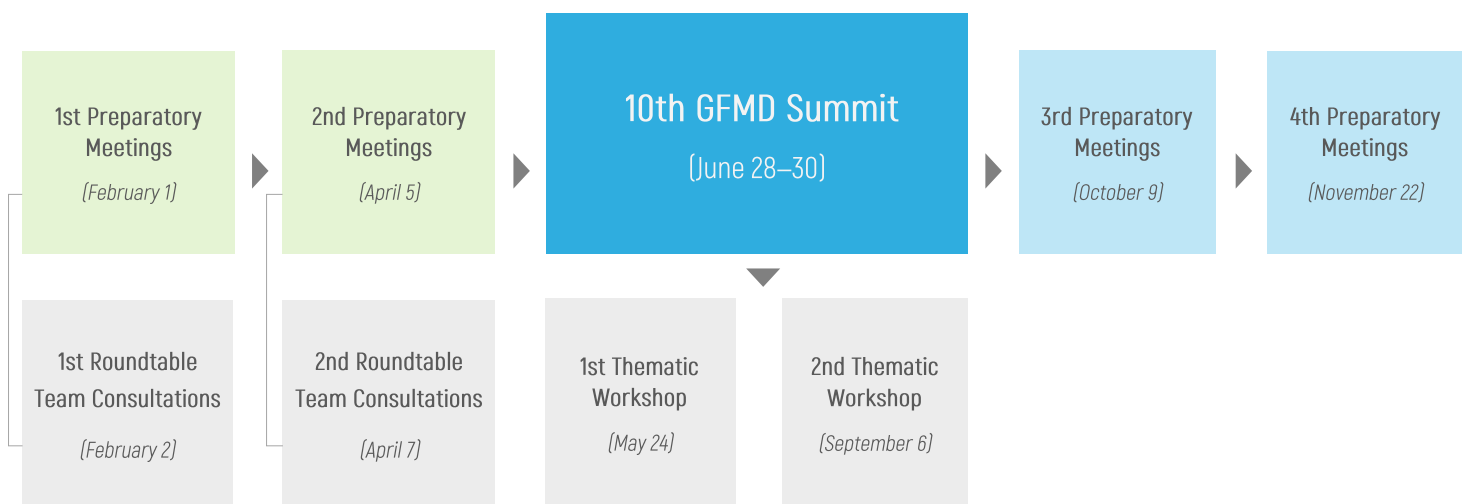 1st Preparatory
Meetings
(February 1)
2nd Preparatory
Meetings
(April 5)
10th GFMD Summit
(June 28–30)
3rd Preparatory
Meetings
(October 9)
4th Preparatory
Meetings
(November 22)
1st Roundtable
Team Consultations
(February 2)
2nd Roundtable
Team Consultations
(April 7)
1st Thematic
Workshop
(May 24)
2nd Thematic
Workshop
(September 6)